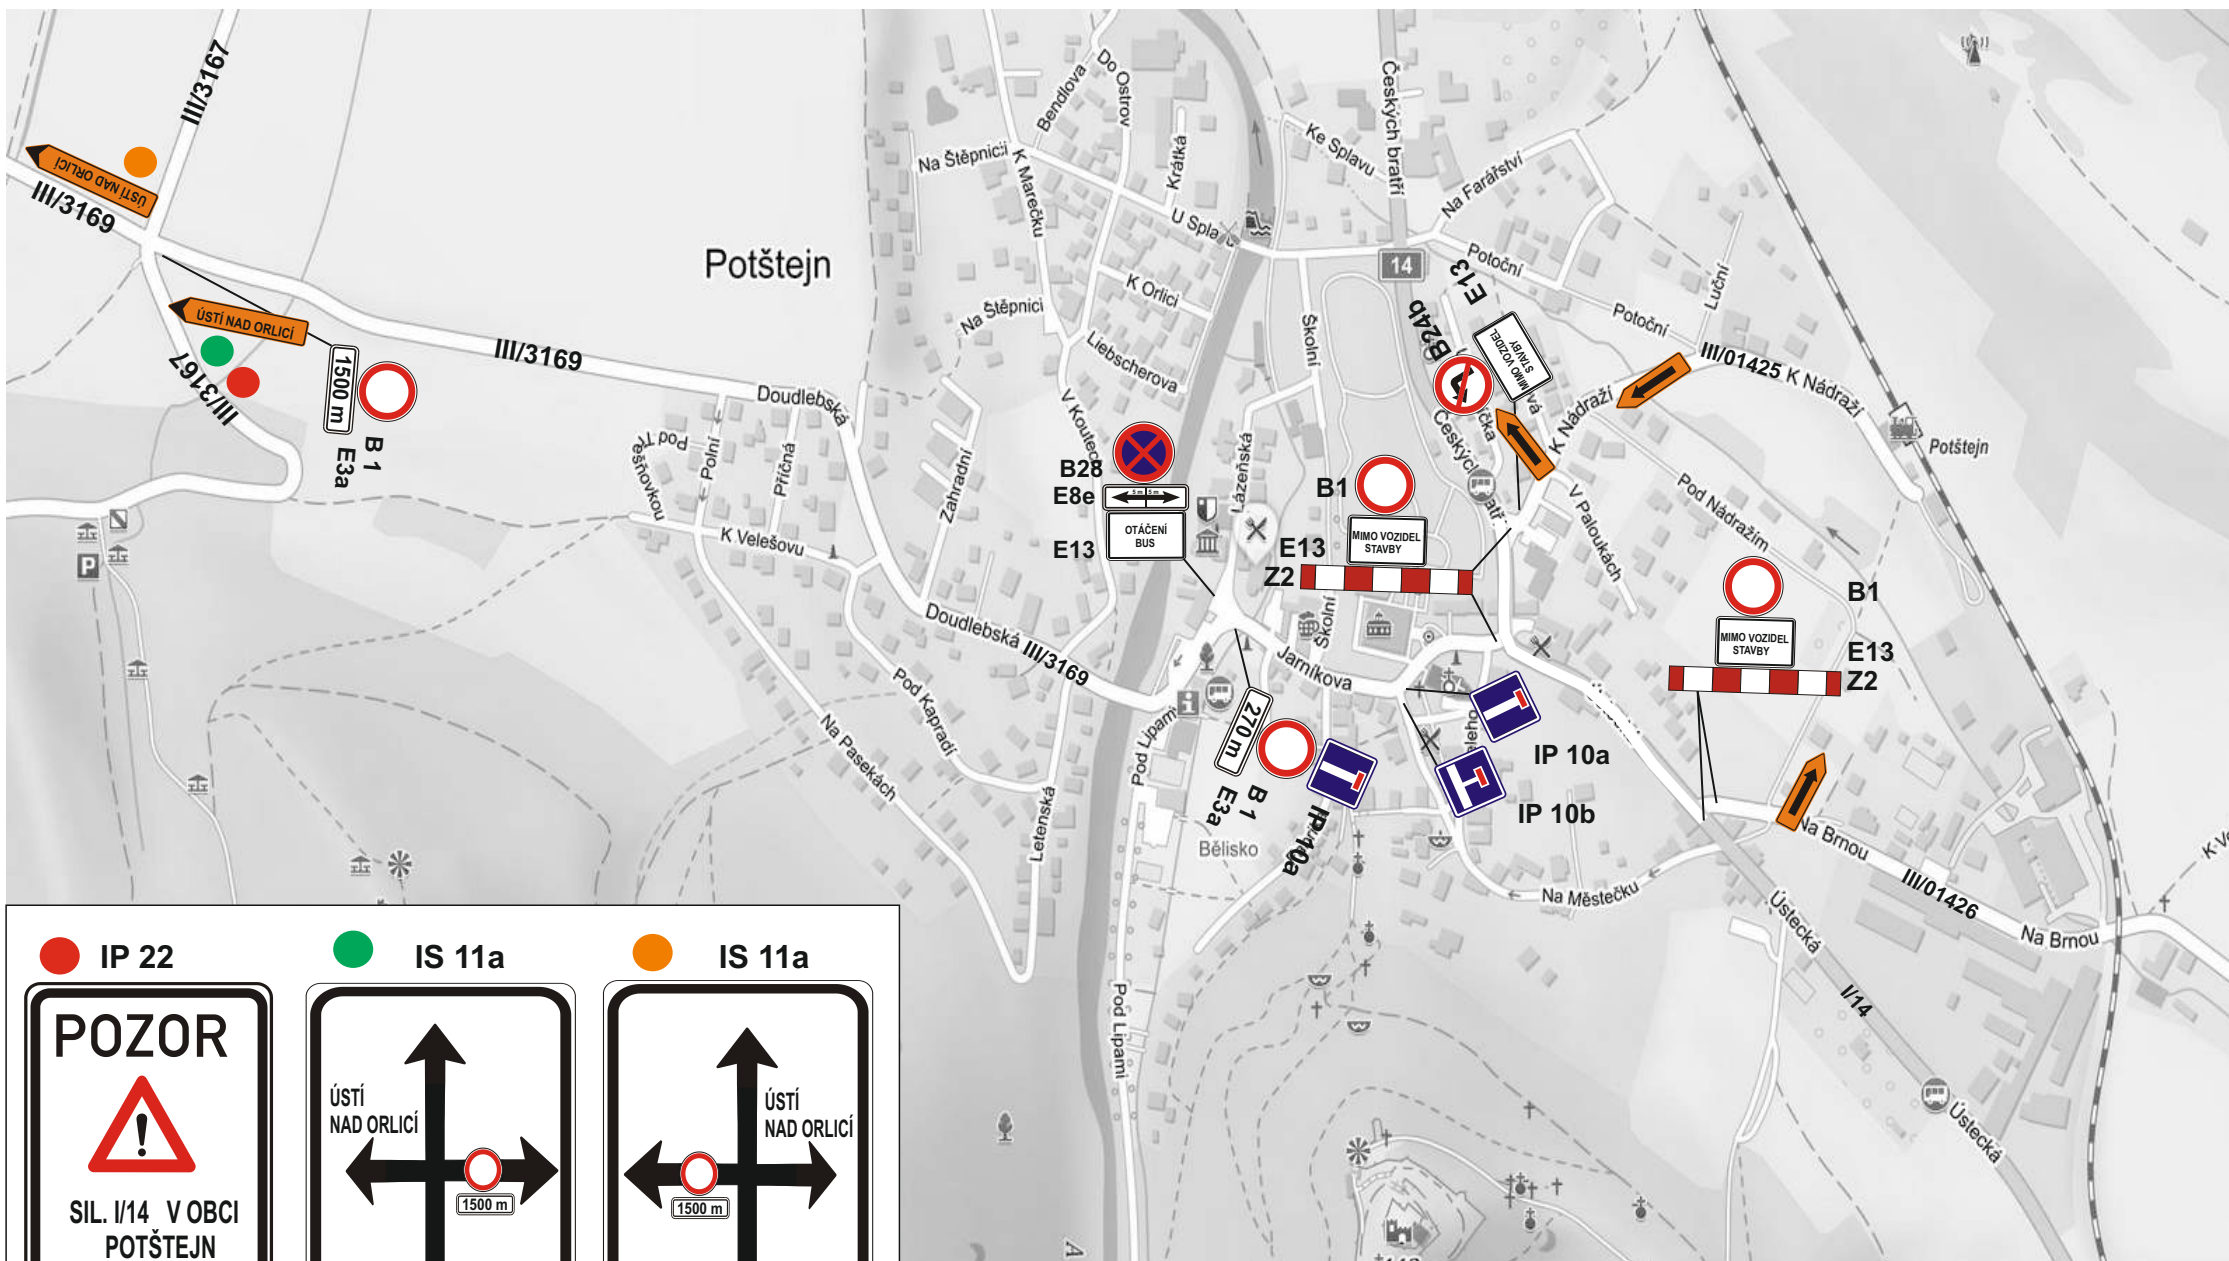 III/3167
ÚSTÍ NAD ORLICÍ
III/3169
ÚSTÍ NAD ORLICÍ
III/3167
1500 m
B 1
E3a
III/3169
Potštejn
Na Štěpnici
Bendlova
Do Ostrov
K Marečku
Krátká
U Spla
K Orlici
Na Štěpnici
Liebscherova
V Koutech
Doudlebská
Polní
Příčná
Zahradní
K Velešovu
Doudlebská
III/3169
Pod Kapradí
Na Pasekách
Letenská
Českých bratří
Ke Splavu
Na Farářství
14
Potoční
Potoční
Luční
Školní
Lázeňská
B24b
E13
MIMO VOZIDEL
STAVBY
K Nádraží
III/01425
K Nádraží
Potštejn
B28
E8e
5 m
5 m
OTÁČENÍ
BUS
E13
B1
MIMO VOZIDEL
STAVBY
E13
Z2
V Paloukách
Pod Nádražím
B1
MIMO VOZIDEL
STAVBY
E13
Z2
Školní
Jarníkova
Pod Lipami
270 m
B 1
E3a
IP 10a
IP 10a
IP 10b
Bělisko
Na Městečku
Na Brnou
III/01426
Na Brnou
Ústecká
I/14
Ústecká
Pod Lipami
P
IP 22
POZOR
!
SIL. I/14 V OBCI
POTŠTEJN
IS 11a
ÚSTÍ
NAD ORLICÍ
1500 m
IS 11a
ÚSTÍ
NAD ORLICÍ
1500 m